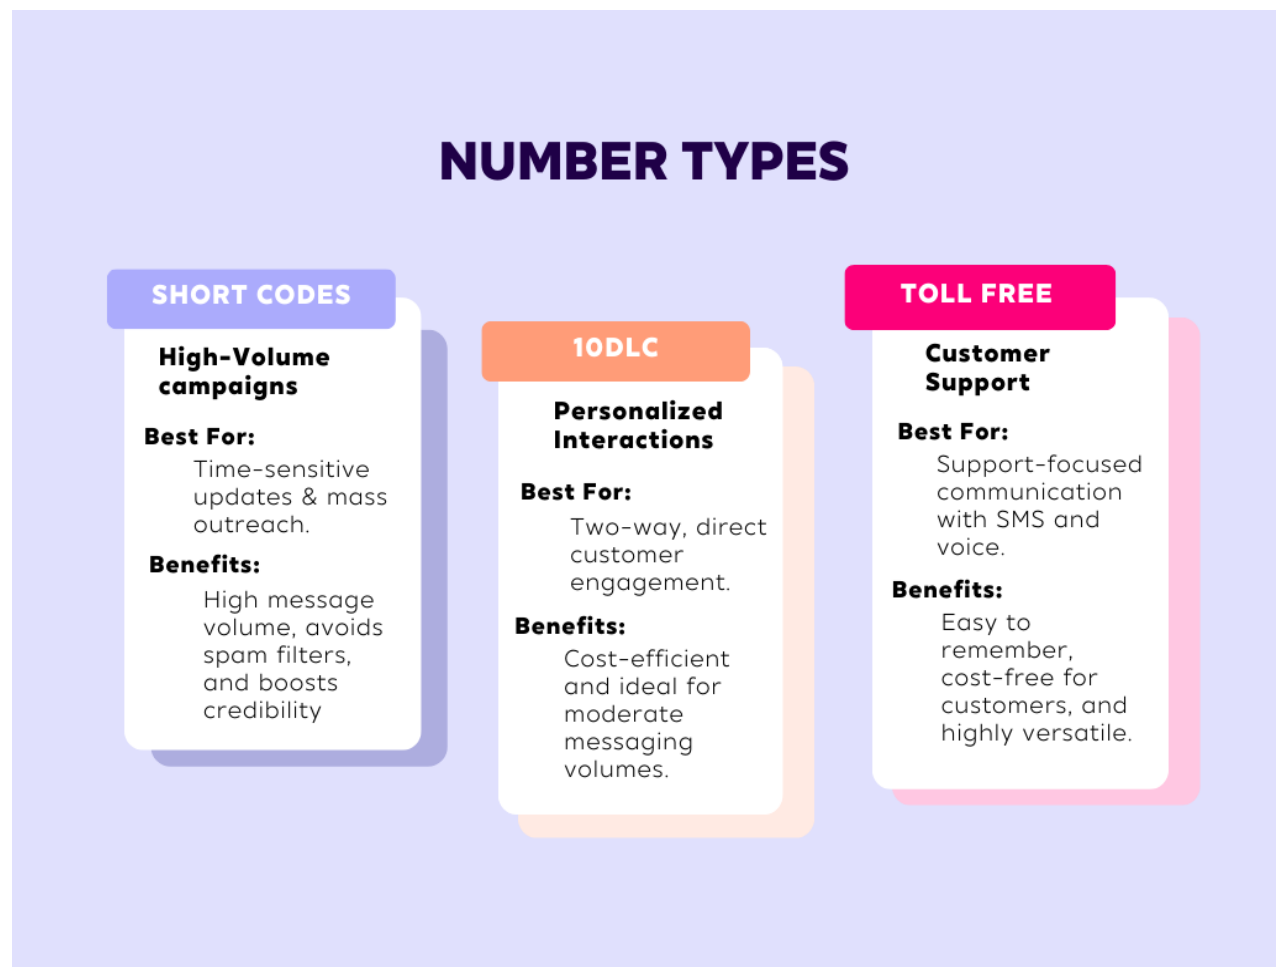 NUMBER TYPES
SHORT CODES
High-Volume
campaigns
Best For:
Time-sensitive
updates & mass
outreach.
Benefits:
High message
volume, avoids
spam filters,
and boosts
credibility
10DLC
Personalized
Interactions
Best For:
Two-way, direct
customer
engagement.
Benefits:
Cost-efficient
and ideal for
moderate
messaging
volumes.
TOLL FREE
Customer
Support
Best For:
Support-focused
communication
with SMS and
voice.
Benefits:
Easy to
remember,
cost-free for
customers, and
highly versatile.